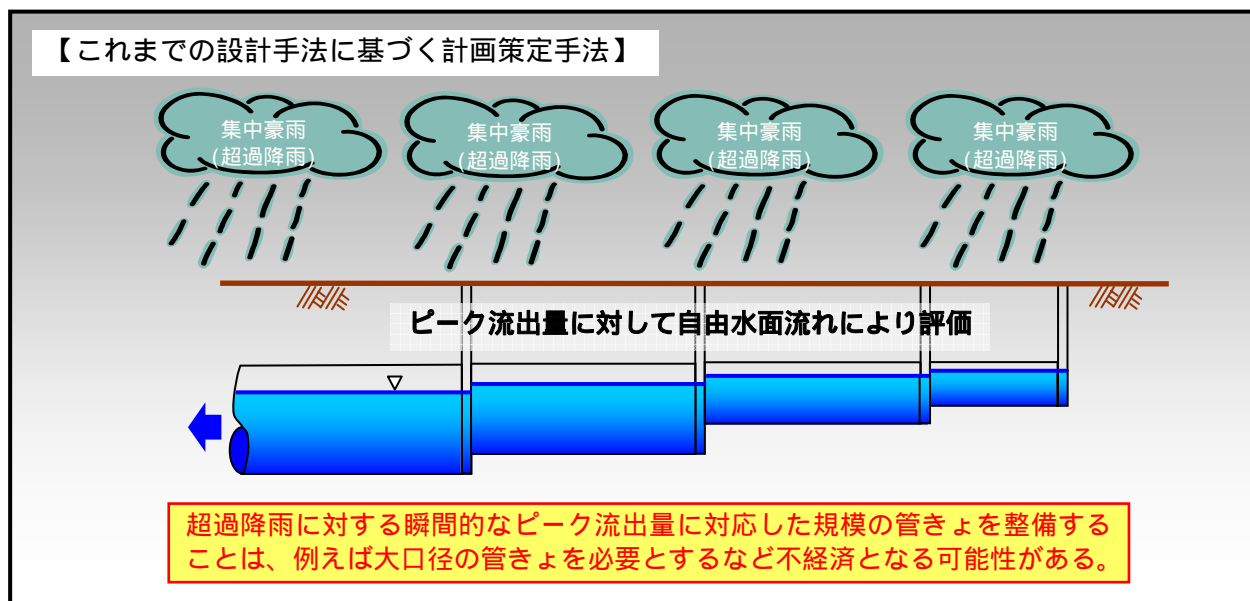 【これまでの設計手法に基づく計画策定手法】
集中豪雨
(超過降雨)
集中豪雨
(超過降雨)
集中豪雨
(超過降雨)
集中豪雨
(超過降雨)
ピーク流出量に対して自由水面流れにより評価
超過降雨に対する瞬間的なピーク流出量に対応した規模の管きょを整備する
ことは、例えば大口径の管きょを必要とするなど不経済となる可能性がある。